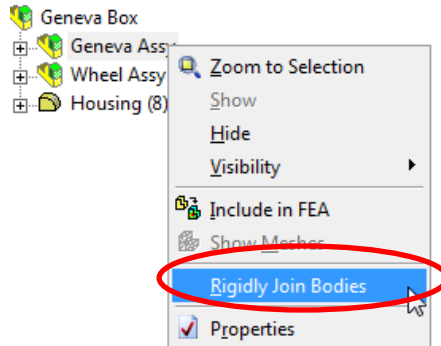 Geneva Box
Geneva Assy
Wheel Assy
Housing (8)
Zoom to Selection
Show
Hide
Visibility
Include in FEA
Show Meshes
Rigidly Join Bodies
Properties